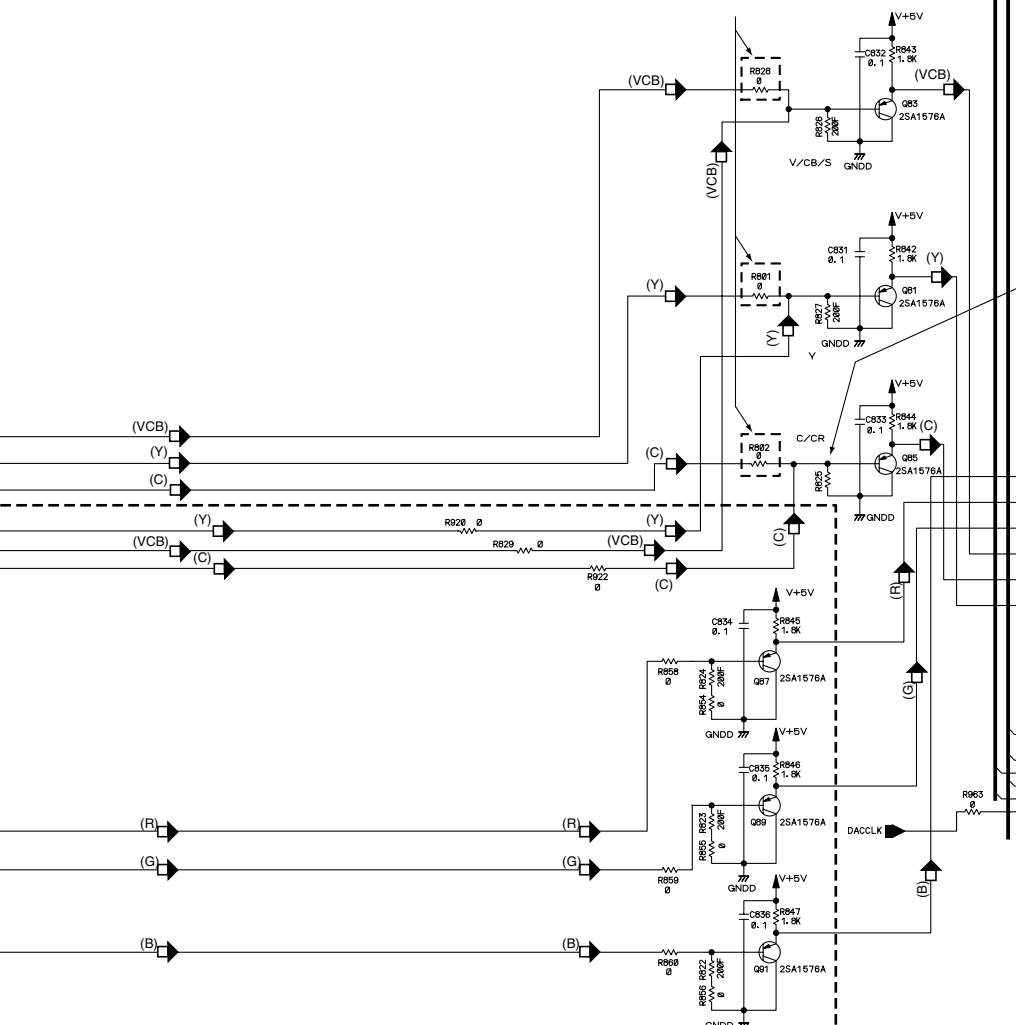 V+5V
C832
0.1
R843
1.8K
(VCB)
R828
0
(VCB)
Q83
2SA1576A
R826
200F
V/CB/S
GNDD
(VCB)
V+5V
C831
0.1
R842
1.8K
(Y)
R801
0
(Y)
Q81
2SA1576A
R827
200F
GNDD
(Y)
Y
V+5V
C833
0.1
R844
1.8K
(C)
(VCB)
C/CR
R802
0
(Y)
(C)
Q85
2SA1576A
R825
(C)
GNDD
(Y)
R920 0
(Y)
(VCB)
R829 0
(VCB)
(C)
(C)
R922
0
(C)
(R)
V+5V
C834
0.1
R845
1.8K
R858
0
R824
200F
Q87
2SA1576A
R854
0
(G)
GNDD
V+5V
C835
0.1
R846
1.8K
R963
0
R823
200F
Q89
2SA1576A
(R)
(R)
DACCLK
R855
0
(G)
(G)
R859
0
GNDD
V+5V
(B)
C836
0.1
R847
1.8K
(B)
(B)
R860
0
R822
200F
Q91
2SA1576A
R856
0
GNDD